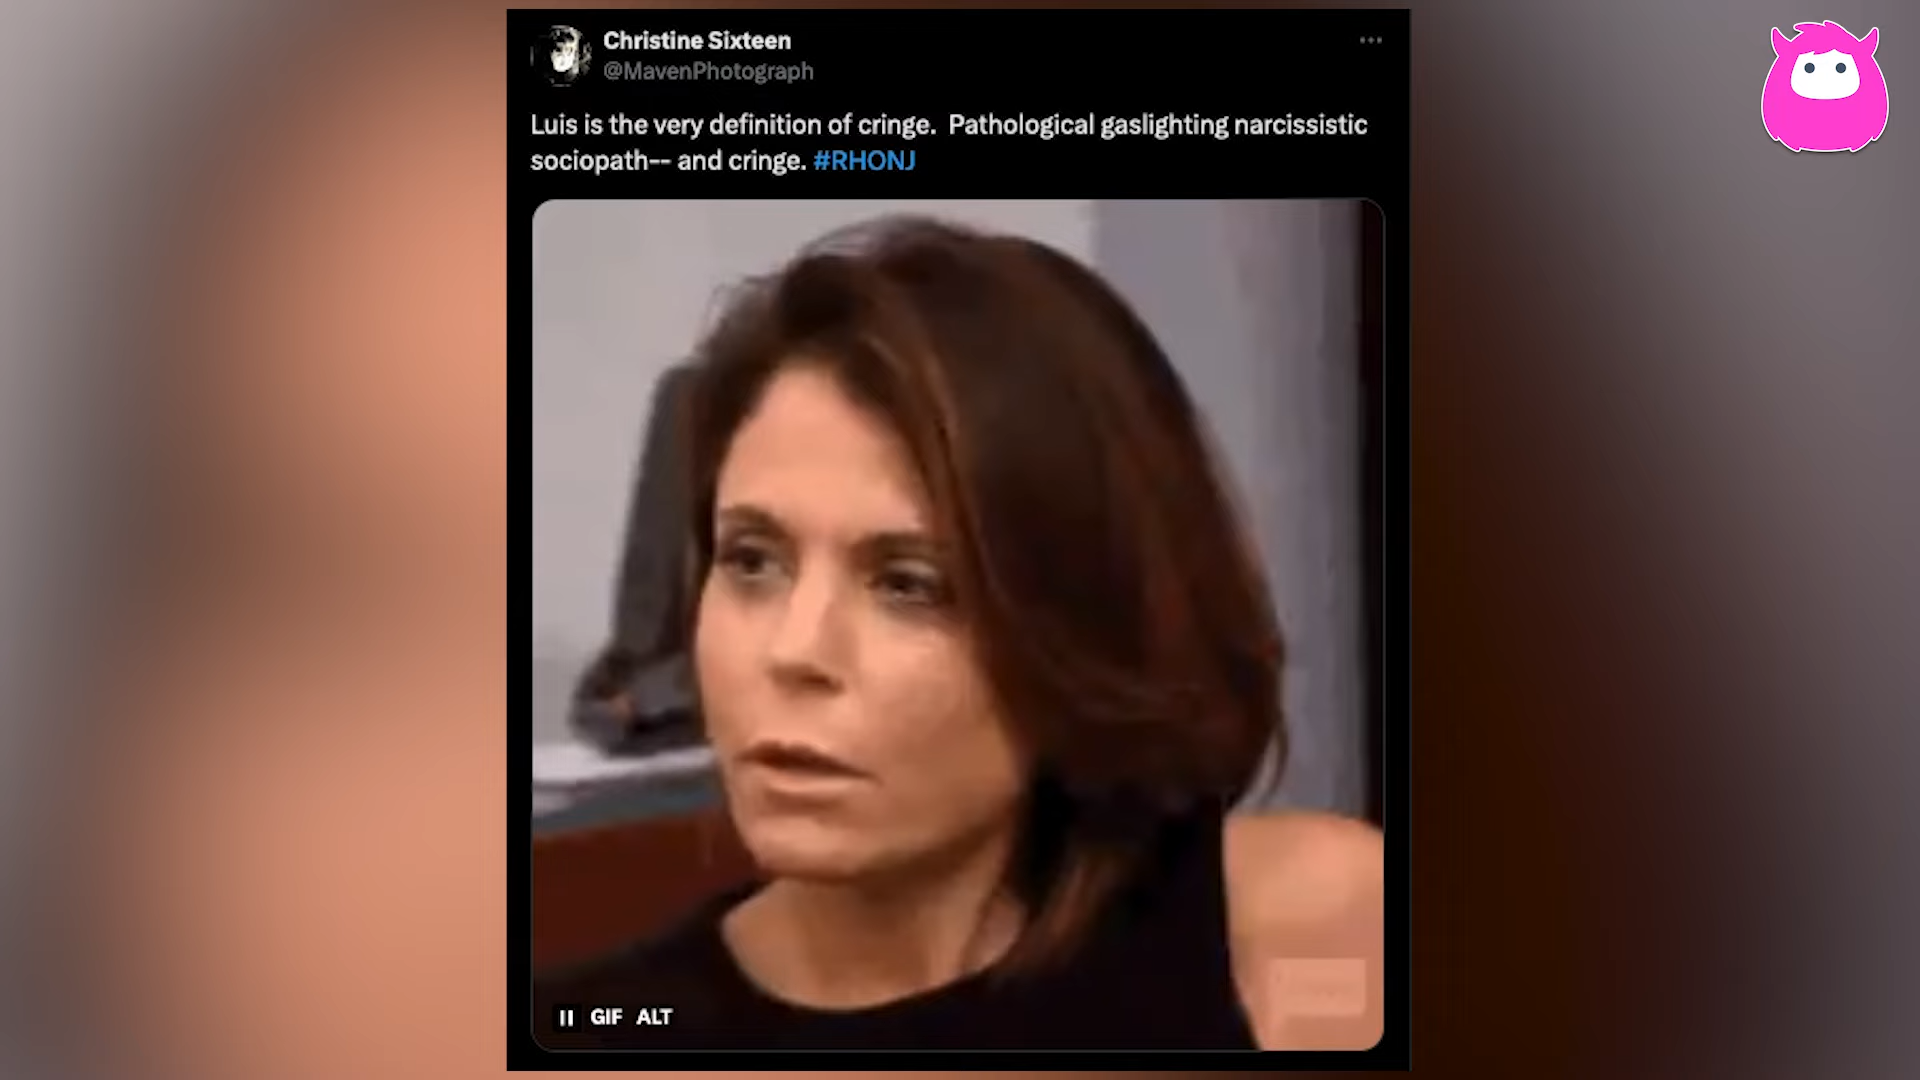 Christine Sixteen
@MavenPhotograph
Luis is the very definition of cringe.  Pathological gaslighting narcissistic
sociopath-- and cringe. #RHONJ
GIF ALT